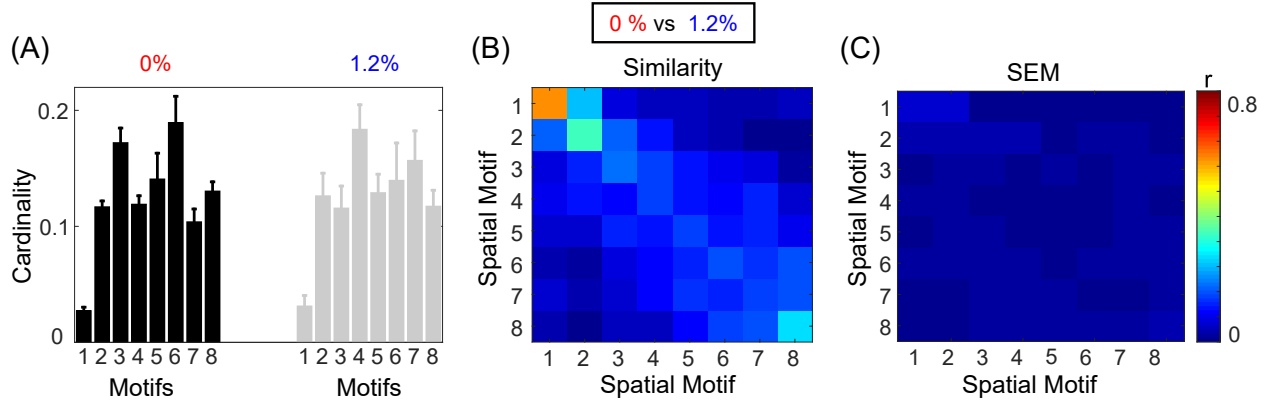 0 % vs 1.2%
(A)
0%
1.2%
0.2
0.1
0
Cardinality
1 2 3 4 5 6 7 8
1 2 3 4 5 6 7 8
Motifs
Motifs
(B)
Similarity
Spatial Motif
1
2
3
4
5
6
7
8
1 2 3 4 5 6 7 8
Spatial Motif
(C)
SEM
Spatial Motif
1
2
3
4
5
6
7
8
1 2 3 4 5 6 7 8
Spatial Motif
r
0.8
0